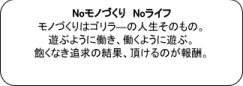 Noモノづくり Noライフ
モノづくりはゴリラ―の人生そのもの。
遊ぶように働き、働くように遊ぶ。
飽くなき追求の結果、頂けるのが報酬。